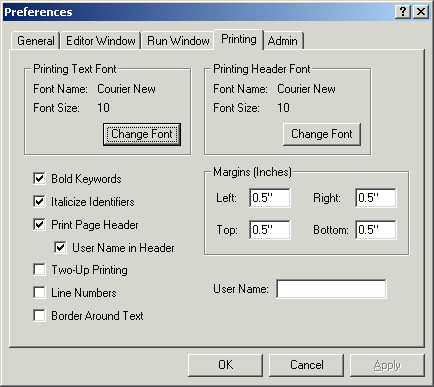 Preferences
General Editor Window Run Window Printing Admin
Printing Text Font
Font Name: Courier New
Font Size: 10
Change Font
Printing Header Font
Font Name: Courier New
Font Size: 10
Change Font
Bold Keywords
Italicize Identifiers
Print Page Header
User Name in Header
Two-Up Printing
Line Numbers
Border Around Text
Margins (Inches)
Left: 0.5" Right: 0.5"
Top: 0.5" Bottom: 0.5"
User Name:
OK Cancel Apply